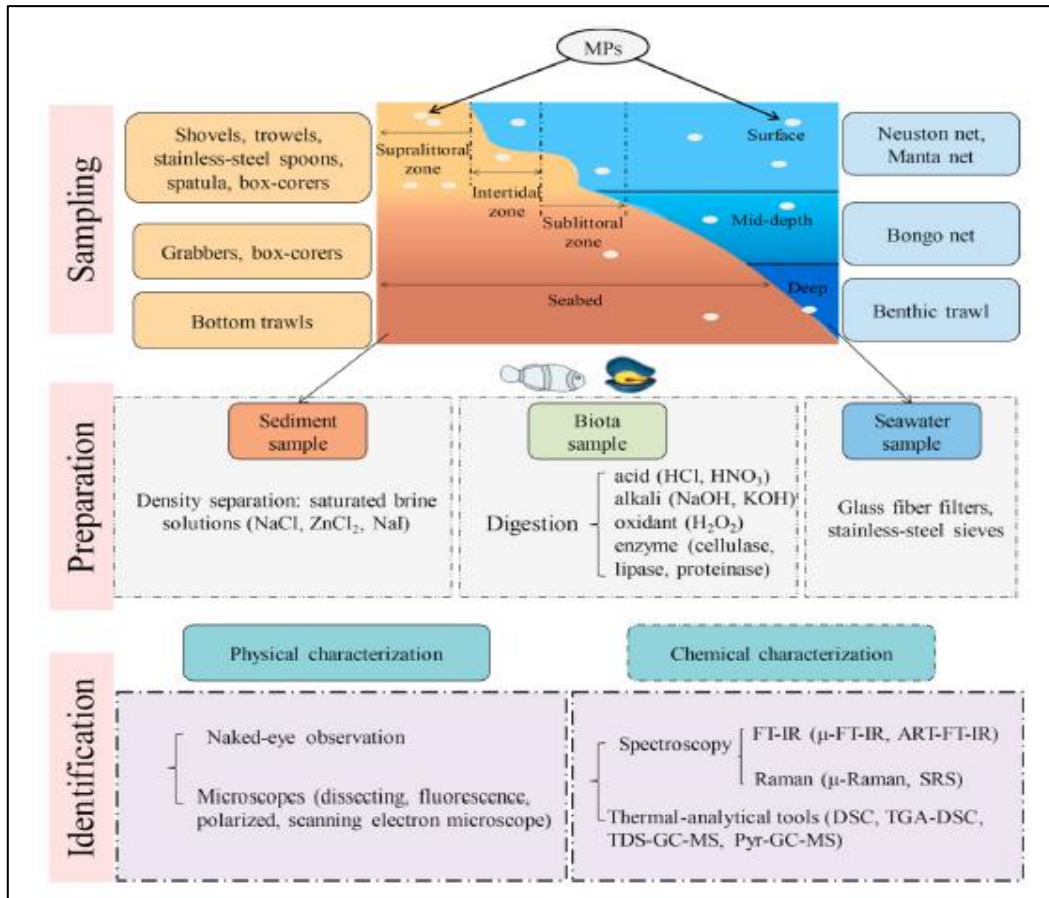 MPs
Sampling
Shovels, trowels,
stainless-steel spoons,
spatula, box-corers
Grabbers, box-corers
Bottom trawls
Supralittoral
zone
Intertidal
zone
Sublittoral
zone
Seabed
Surface
Mid-depth
Deep
Neuston net,
Manta net
Bongo net
Benthic trawl
Preparation
Sediment
sample
Density separation: saturated brine
solutions (NaCl, ZnCl₂, NaI)
Biota
sample
Digestion
acid (HCl, HNO₃)
alkali (NaOH, KOH)
oxidant (H₂O₂)
enzyme (cellulase,
lipase, proteinase)
Seawater
sample
Glass fiber filters,
stainless-steel sieves
Identification
Physical characterization
Naked-eye observation
Microscopes (dissecting, fluorescence,
polarized, scanning electron microscope)
Chemical characterization
Spectroscopy
FT-IR (μ-FT-IR, ART-FT-IR)
Raman (μ-Raman, SRS)
Thermal-analytical tools (DSC, TGA-DSC,
TDS-GC-MS, Pyr-GC-MS)